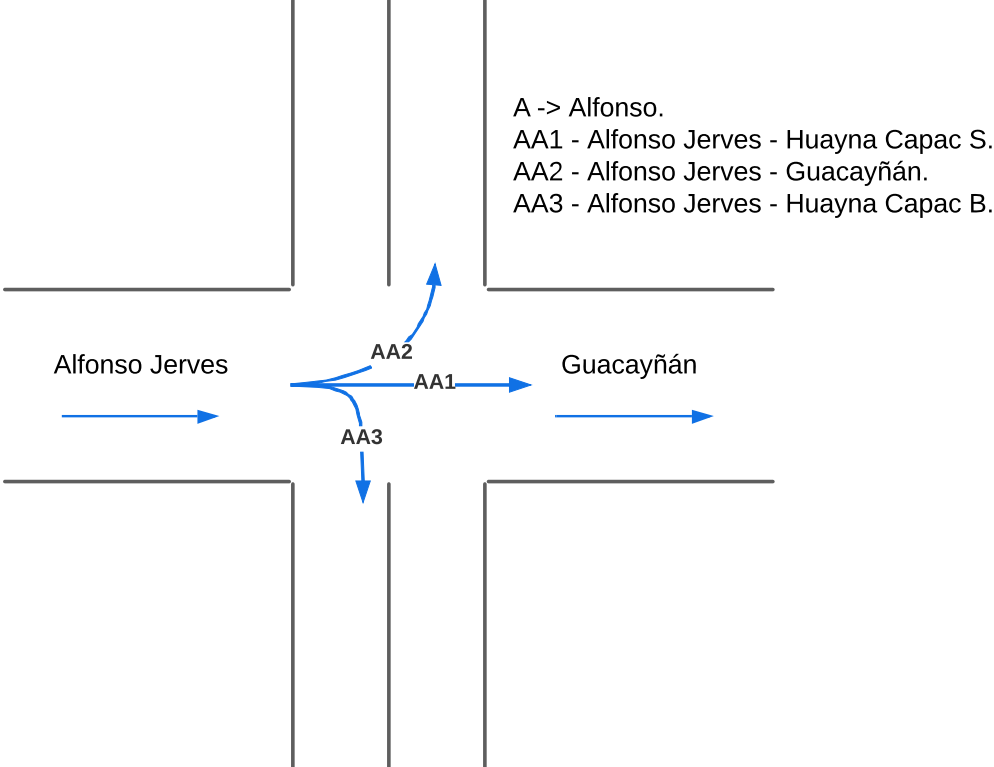 A -> Alfonso.
AA1 - Alfonso Jerves - Huayna Capac S.
AA2 - Alfonso Jerves - Guacayñán.
AA3 - Alfonso Jerves - Huayna Capac B.
AA2
Alfonso Jerves
Guacayñán
AA1
AA3